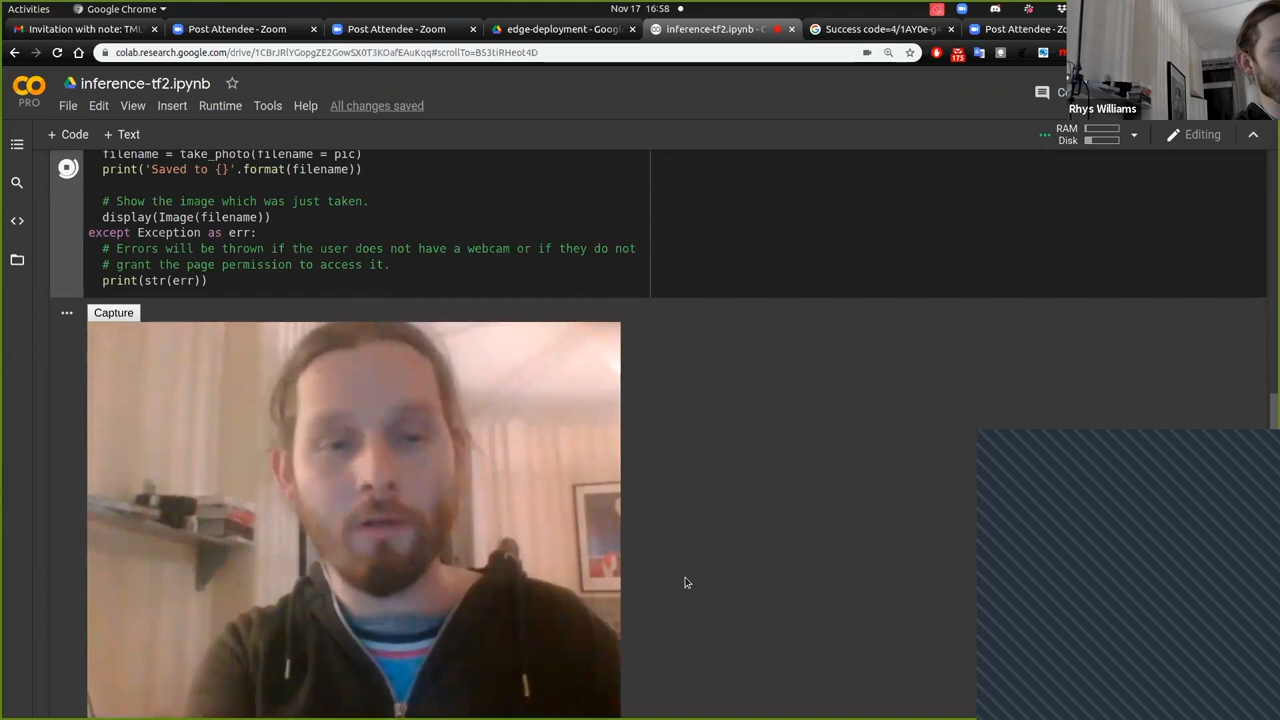 Activities
Google Chrome
Nov 17 16:58
Invitation with note: TML
Post Attendee - Zoom
Post Attendee - Zoom
edge-deployment - Googl
inference-tf2.ipynb - C
Success code=4/1AY0e-g4
Post Attendee - Zoom
colab.research.google.com/drive/1CBrJRlYGopgZE2GowSX0T3KOafEAuKqq#scrollTo=BS3tiRHeot4D
175
CO
PRO
inference-tf2.ipynb
File Edit View Insert Runtime Tools Help All changes saved
Rhys Williams
+ Code + Text
RAM
Disk
Editing
filename = take_photo(filename = pic)
print('Saved to {}'.format(filename))
# Show the image which was just taken.
display(Image(filename))
except Exception as err:
# Errors will be thrown if the user does not have a webcam or if they do not
# grant the page permission to access it.
print(str(err))
Capture